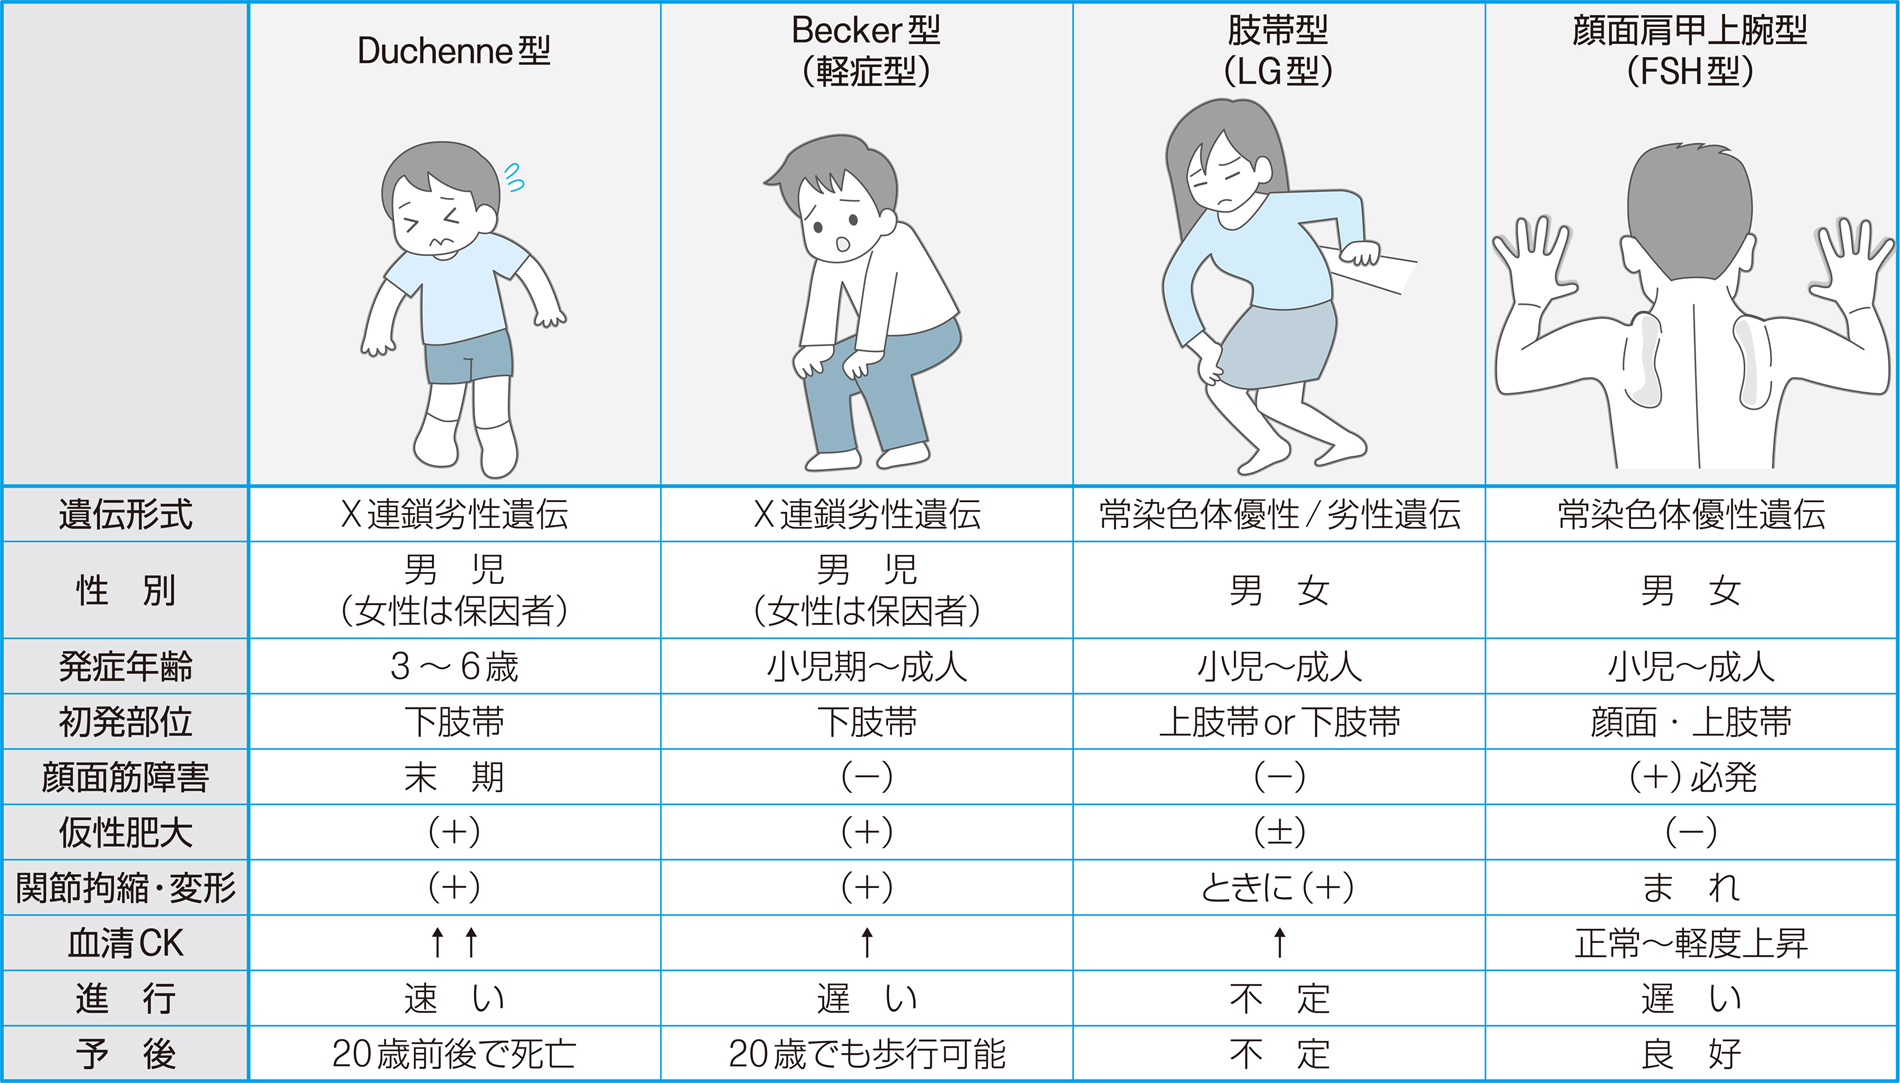 Duchenne型
Becker型
（軽症型）
肢帯型
（LG型）
顔面肩甲上腕型
（FSH型）
遺伝形式
X連鎖劣性遺伝
X連鎖劣性遺伝
常染色体優性/劣性遺伝
常染色体優性遺伝
性　別
男　児
（女性は保因者）
男　児
（女性は保因者）
男　女
男　女
発症年齢
3～6歳
小児期～成人
小児～成人
小児～成人
初発部位
下肢帯
下肢帯
上肢帯or下肢帯
顔面・上肢帯
顔面筋障害
末　期
（－）
（－）
（＋）必発
仮性肥大
（＋）
（＋）
（±）
（－）
関節拘縮・変形
（＋）
（＋）
ときに（＋）
ま　れ
血清CK
↑↑
↑
↑
正常～軽度上昇
進　行
速　い
遅　い
不　定
遅　い
予　後
20歳前後で死亡
20歳でも歩行可能
不　定
良　好